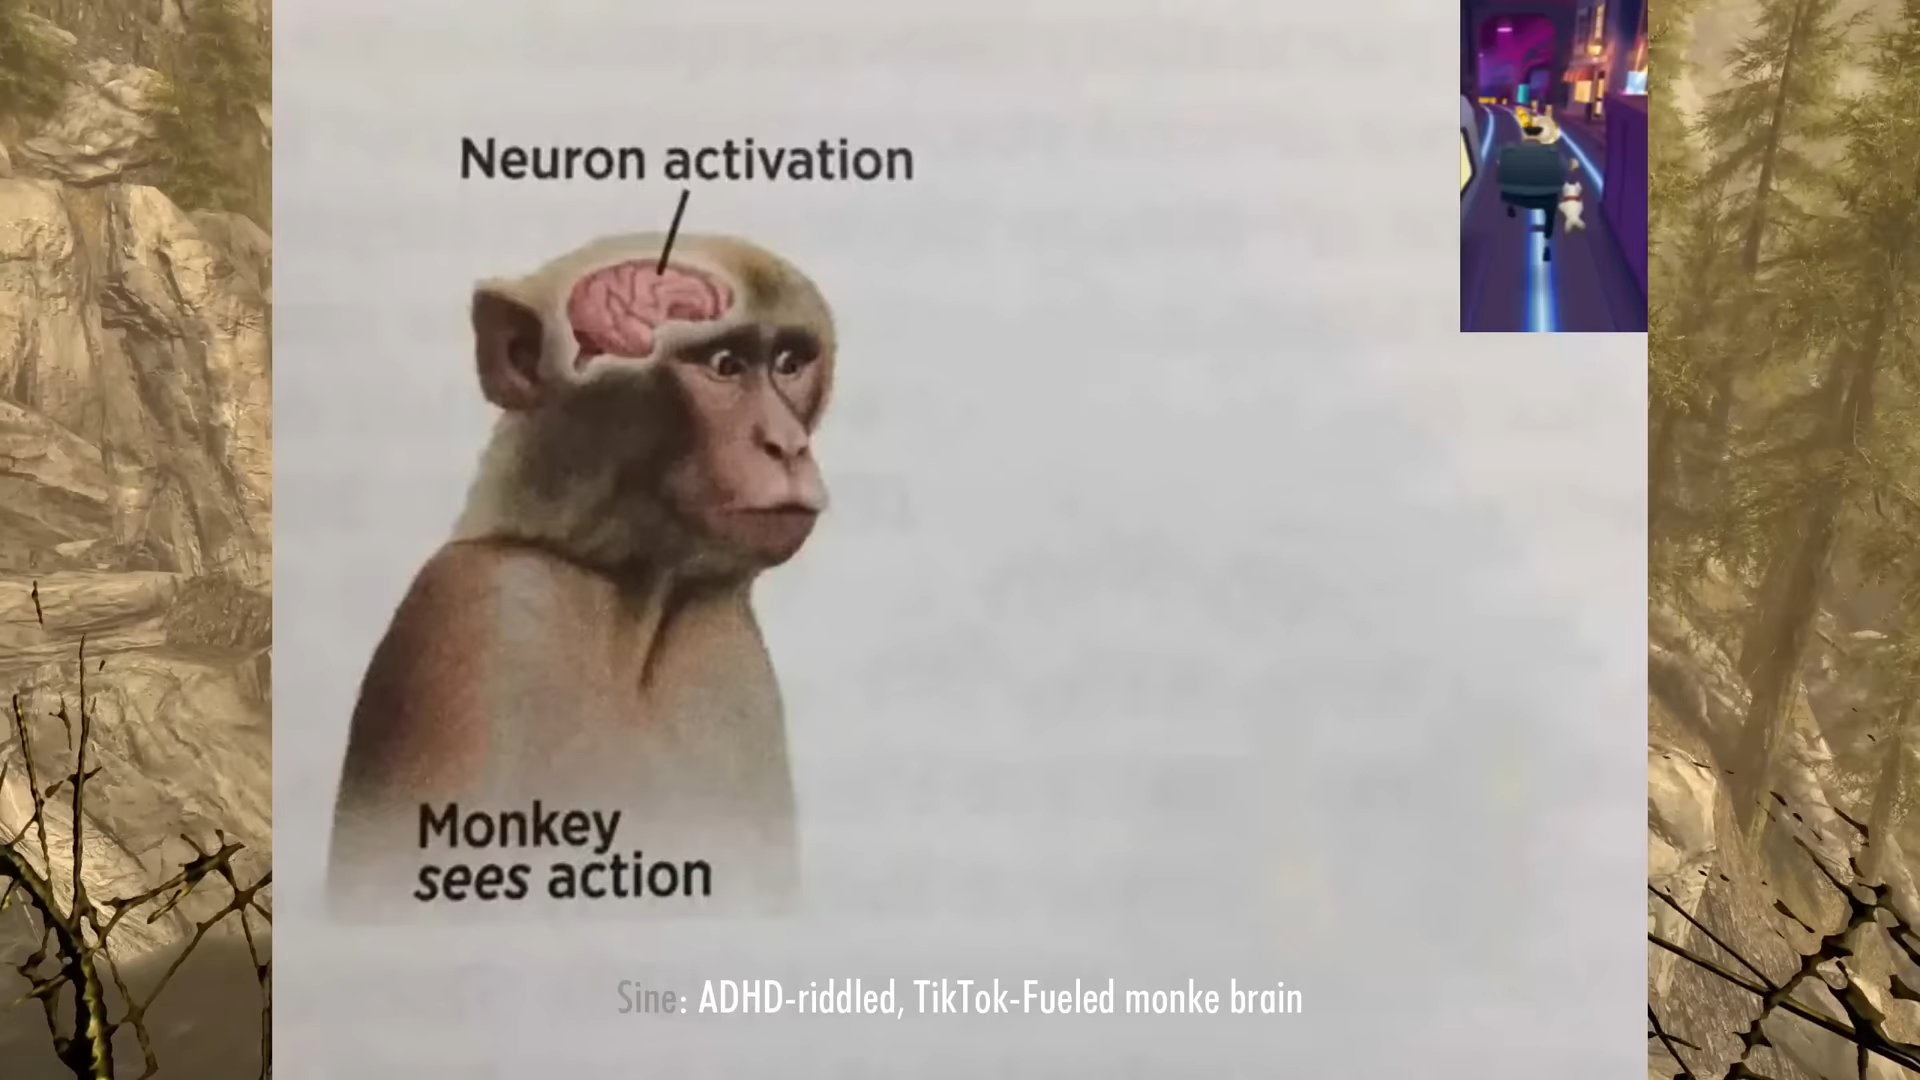 Neuron activation
Monkey
sees action
Sine: ADHD-riddled, TikTok-Fueled monke brain